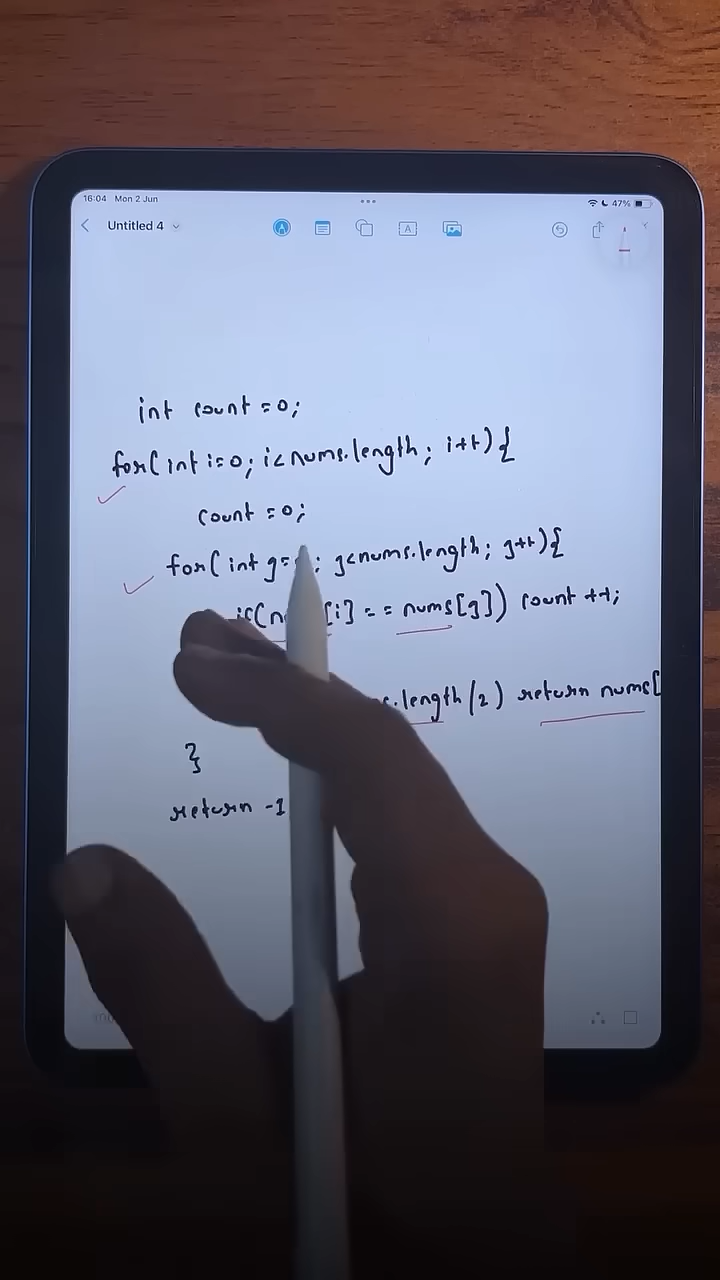 16:04 Mon 2 Jun 47%
Untitled 4
int count = 0;
for(int i=0; i<nums.length; i++){
count = 0;
for(int j= ; j<nums.length; j++){
[i] == nums[j]) count ++;
.length/2) return nums[
}
return -1